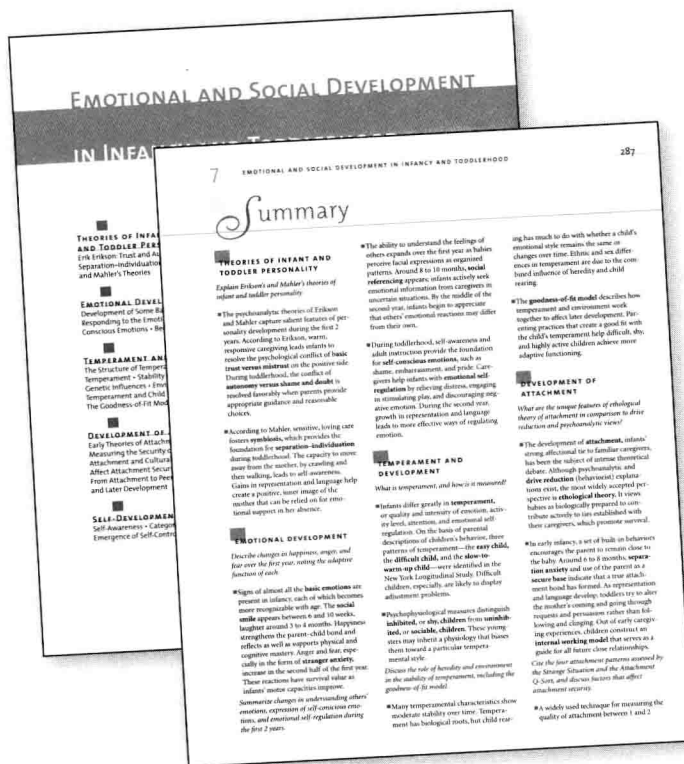 EMOTIONAL AND SOCIAL DEVELOPMENT
IN INFA
THEORIES OF INFA
AND TODDLER PERS
Erik Erikson: Trust and Au
Separation–Individuation
and Mahler's Theories
EMOTIONAL DEVEL
Development of Some Ba
Responding to the Emoti
Conscious Emotions • Be
TEMPERAMENT AN
The Structure of Tempera
Temperament • Stability
Genetic Influences • Envi
Temperament and Child
The Goodness-of-Fit Mod
DEVELOPMENT OF
Early Theories of Attachm
Measuring the Security o
Attachment and Cultura
Affect Attachment Secur
From Attachment to Pee
and Later Development
SELF-DEVELOPMEN
Self-Awareness • Categor
Emergence of Self-Contr
7 EMOTIONAL AND SOCIAL DEVELOPMENT IN INFANCY AND TODDLERHOOD 287
Summary
THEORIES OF INFANT AND
TODDLER PERSONALITY
Explain Erikson's and Mahler's theories of
infant and toddler personality
■ The psychoanalytic theories of Erikson
and Mahler capture salient features of per-
sonality development during the first 2
years. According to Erikson, warm,
responsive caregiving leads infants to
resolve the psychological conflict of basic
trust versus mistrust on the positive side.
During toddlerhood, the conflict of
autonomy versus shame and doubt is
resolved favorably when parents provide
appropriate guidance and reasonable
choices.
■ According to Mahler, sensitive, loving care
fosters symbiosis, which provides the
foundation for separation–individuation
during toddlerhood. The capacity to move
away from the mother, by crawling and
then walking, leads to self-awareness.
Gains in representation and language help
create a positive, inner image of the
mother that can be relied on for emo-
tional support in her absence.
EMOTIONAL DEVELOPMENT
Describe changes in happiness, anger, and
fear over the first year, noting the adaptive
function of each
■ Signs of almost all the basic emotions are
present in infancy, each of which becomes
more recognizable with age. The social
smile appears between 6 and 10 weeks,
laughter around 3 to 4 months. Happiness
strengthens the parent–child bond and
reflects as well as supports physical and
cognitive mastery. Anger and fear, espe-
cially in the form of stranger anxiety,
increase in the second half of the first year.
These reactions have survival value as
infants' motor capacities improve.
Summarize changes in understanding others'
emotions, expression of self-conscious emo-
tions, and emotional self-regulation during
the first 2 years.
■ The ability to understand the feelings of
others expands over the first year as babies
perceive facial expressions as organized
patterns. Around 8 to 10 months, social
referencing appears; infants actively seek
emotional information from caregivers in
uncertain situations. By the middle of the
second year, infants begin to appreciate
that others' emotional reactions may differ
from their own.
■ During toddlerhood, self-awareness and
adult instruction provide the foundation
for self-conscious emotions, such as
shame, embarrassment, and pride. Care-
givers help infants with emotional self-
regulation by relieving distress, engaging
in stimulating play, and discouraging neg-
ative emotion. During the second year,
growth in representation and language
leads to more effective ways of regulating
emotion.
TEMPERAMENT AND
DEVELOPMENT
What is temperament, and how is it measured?
■ Infants differ greatly in temperament,
or quality and intensity of emotion, activ-
ity level, attention, and emotional self-
regulation. On the basis of parental
descriptions of children's behavior, three
patterns of temperament—the easy child,
the difficult child, and the slow-to-
warm-up child—were identified in the
New York Longitudinal Study. Difficult
children, especially, are likely to display
adjustment problems.
■ Psychophysiological measures distinguish
inhibited, or shy, children from uninhib-
ited, or sociable, children. These young-
sters may inherit a physiology that biases
them toward a particular tempera-
mental style.
Discuss the role of heredity and environment
in the stability of temperament, including the
goodness-of-fit model.
■ Many temperamental characteristics show
moderate stability over time. Tempera-
ment has biological roots, but child rear-
ing has much to do with whether a child's
emotional style remains the same or
changes over time. Ethnic and sex differ-
ences in temperament are due to the com-
bined influence of heredity and child
rearing.
■ The goodness-of-fit model describes how
temperament and environment work
together to affect later development. Par-
enting practices that create a good fit with
the child's temperament help difficult, shy,
and highly active children achieve more
adaptive functioning.
DEVELOPMENT OF
ATTACHMENT
What are the unique features of ethological
theory of attachment in comparison to drive
reduction and psychoanalytic views?
■ The development of attachment, infants'
strong affectional tie to familiar caregivers,
has been the subject of intense theoretical
debate. Although psychoanalytic and
drive reduction (behaviorist) explana-
tions exist, the most widely accepted per-
spective is ethological theory. It views
babies as biologically prepared to con-
tribute actively to ties established with
their caregivers, which promote survival.
■ In early infancy, a set of built-in behaviors
encourages the parent to remain close to
the baby. Around 6 to 8 months, separa-
tion anxiety and use of the parent as a
secure base indicate that a true attach-
ment bond has formed. As representation
and language develop, toddlers try to alter
the mother's coming and going through
requests and persuasion rather than fol-
lowing and clinging. Out of early caregiv-
ing experiences, children construct an
internal working model that serves as a
guide for all future close relationships.
Cite the four attachment patterns assessed by
the Strange Situation and the Attachment
Q-Sort, and discuss factors that affect
attachment security.
■ A widely used technique for measuring the
quality of attachment between 1 and 2